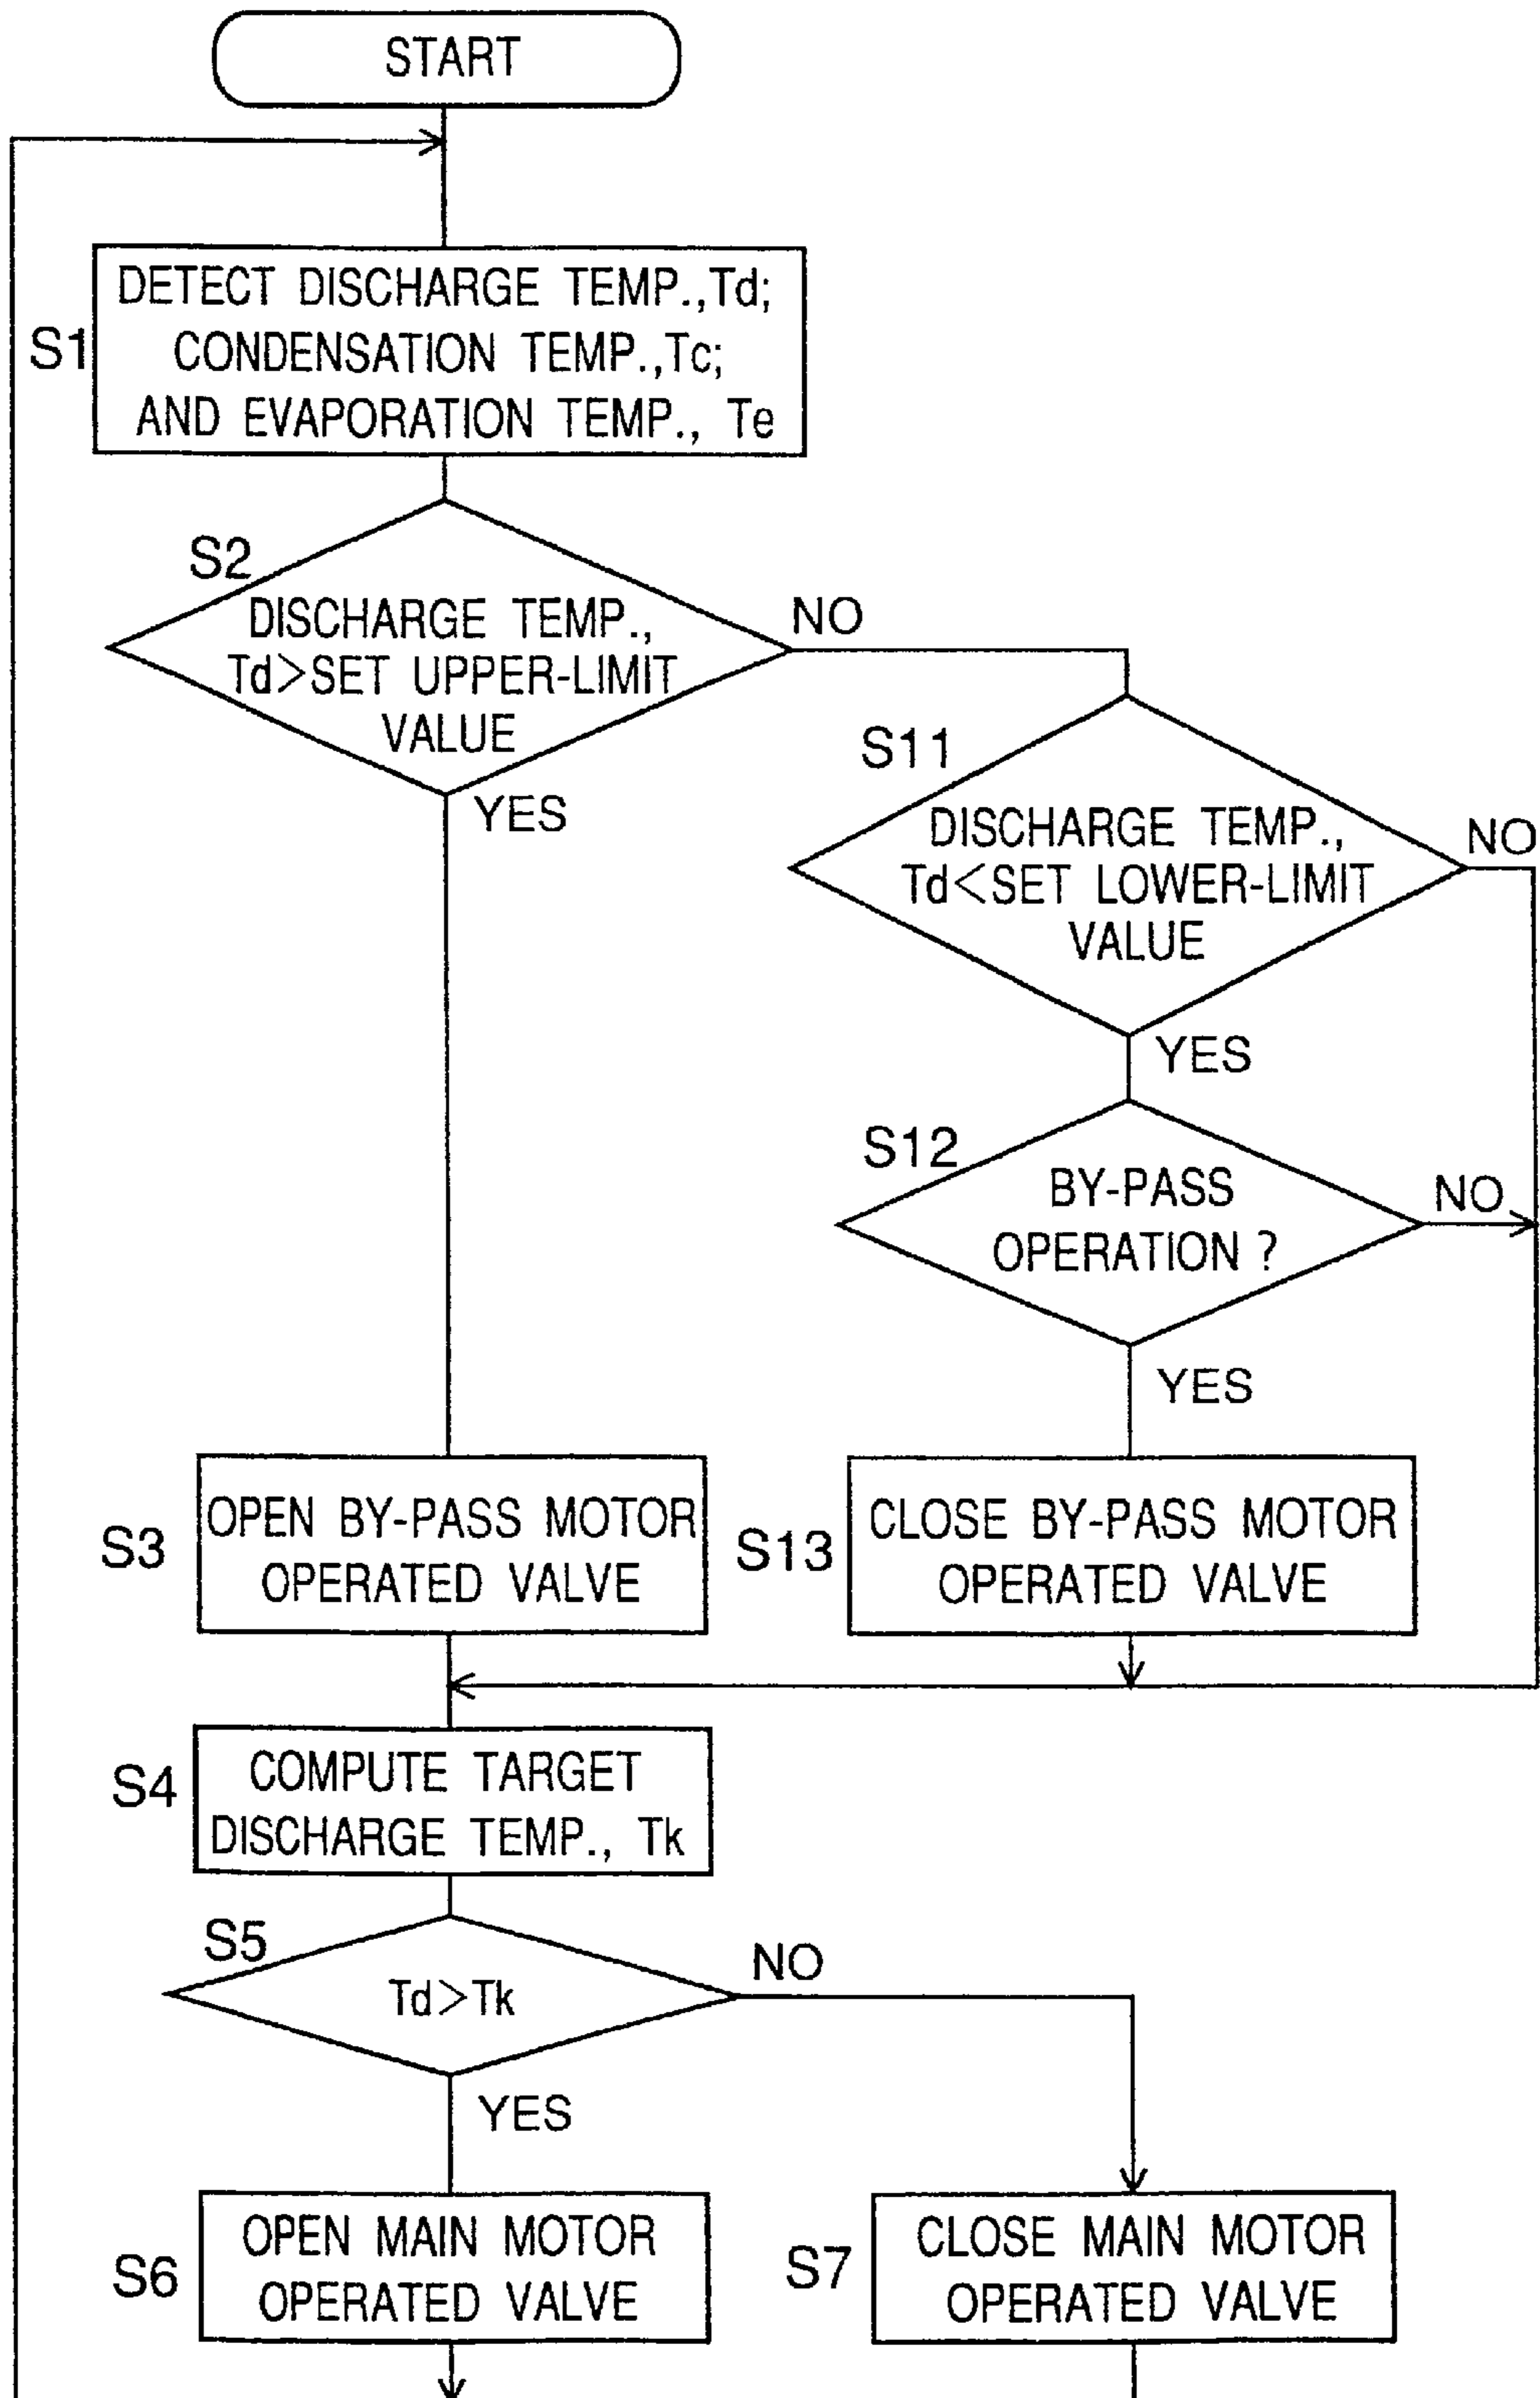 START
S1
DETECT DISCHARGE TEMP.,Td;
CONDENSATION TEMP.,Tc;
AND EVAPORATION TEMP., Te
S2
DISCHARGE TEMP.,
Td>SET UPPER-LIMIT
VALUE
NO
YES
S11
DISCHARGE TEMP.,
Td<SET LOWER-LIMIT
VALUE
NO
YES
S12
BY-PASS
OPERATION ?
NO
YES
S3
OPEN BY-PASS MOTOR
OPERATED VALVE
S13
CLOSE BY-PASS MOTOR
OPERATED VALVE
S4
COMPUTE TARGET
DISCHARGE TEMP., Tk
S5
Td>Tk
NO
YES
S6
OPEN MAIN MOTOR
OPERATED VALVE
S7
CLOSE MAIN MOTOR
OPERATED VALVE